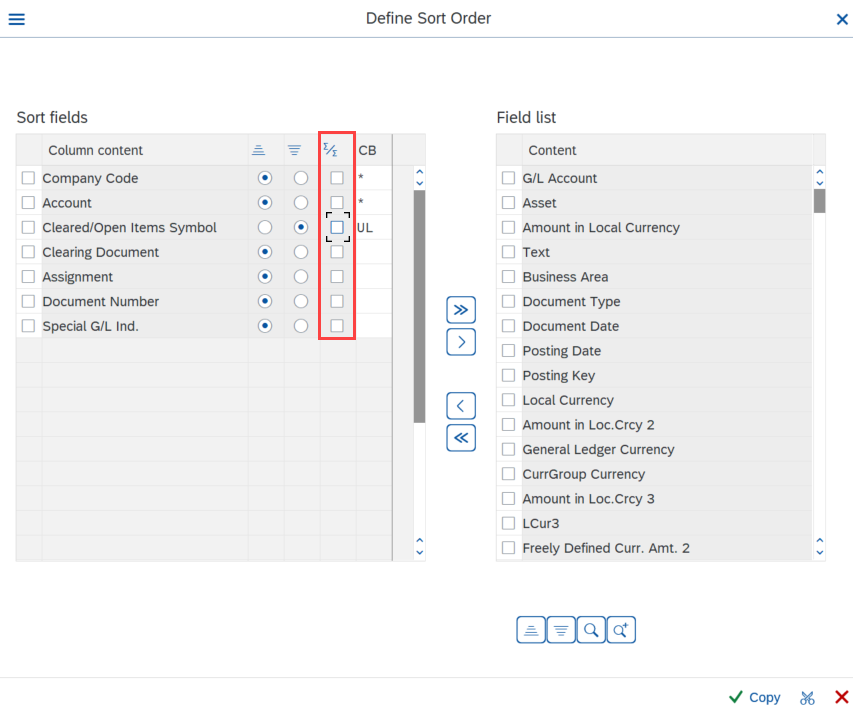 Define Sort Order
Sort fields
Column content Σ/Σ CB
Company Code *
Account *
Cleared/Open Items Symbol UL
Clearing Document
Assignment
Document Number
Special G/L Ind.
Field list
Content
G/L Account
Asset
Amount in Local Currency
Text
Business Area
Document Type
Document Date
Posting Date
Posting Key
Local Currency
Amount in Loc.Crcy 2
General Ledger Currency
CurrGroup Currency
Amount in Loc.Crcy 3
LCur3
Freely Defined Curr. Amt. 2
Copy